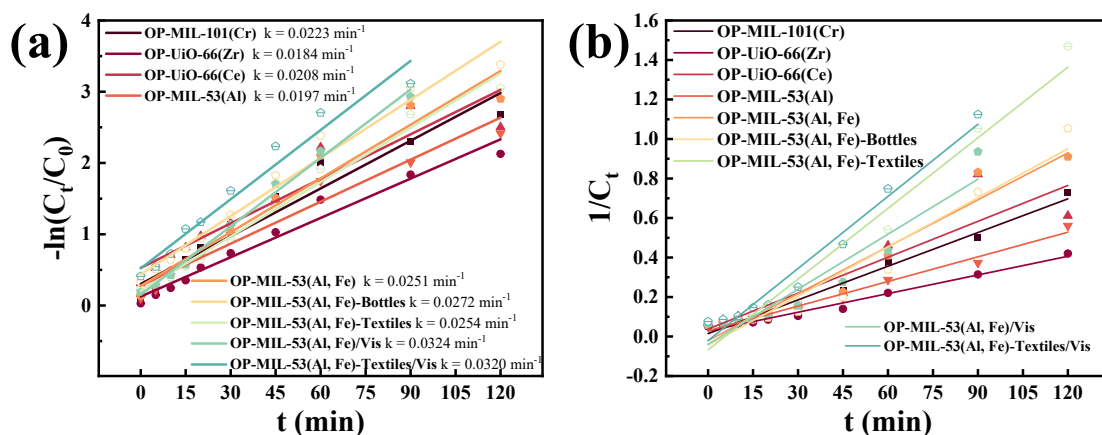 (a)
OP-MIL-101(Cr) k = 0.0223 min⁻¹
OP-UiO-66(Zr) k = 0.0184 min⁻¹
OP-UiO-66(Ce) k = 0.0208 min⁻¹
OP-MIL-53(Al) k = 0.0197 min⁻¹
OP-MIL-53(Al, Fe) k = 0.0251 min⁻¹
OP-MIL-53(Al, Fe)-Bottles k = 0.0272 min⁻¹
OP-MIL-53(Al, Fe)-Textiles k = 0.0254 min⁻¹
OP-MIL-53(Al, Fe)/Vis k = 0.0324 min⁻¹
OP-MIL-53(Al, Fe)-Textiles/Vis k = 0.0320 min⁻¹
-ln(Cₜ/C₀)
4
3
2
1
0
0 15 30 45 60 75 90 105 120
t (min)
(b)
OP-MIL-101(Cr)
OP-UiO-66(Zr)
OP-UiO-66(Ce)
OP-MIL-53(Al)
OP-MIL-53(Al, Fe)
OP-MIL-53(Al, Fe)-Bottles
OP-MIL-53(Al, Fe)-Textiles
OP-MIL-53(Al, Fe)/Vis
OP-MIL-53(Al, Fe)-Textiles/Vis
1/Cₜ
1.6
1.4
1.2
1.0
0.8
0.6
0.4
0.2
0.0
-0.2
0 15 30 45 60 75 90 105 120
t (min)